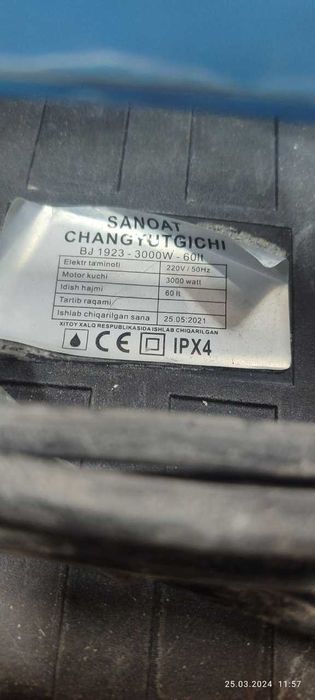 SANOAT
CHANGYUTGICHI
BJ 1923 - 3000W - 60lt
Elektr taminoti 220V / 50Hz
Motor kuchi 3000 watt
Idish hajmi 60 lt
Tartib raqami
Ishlab chiqarilgan sana 25.05.2021
XITOY XALQ RESPUBLIKASIDA ISHLAB CHIQARILGAN
CE IPX4
25.03.2024 11:57